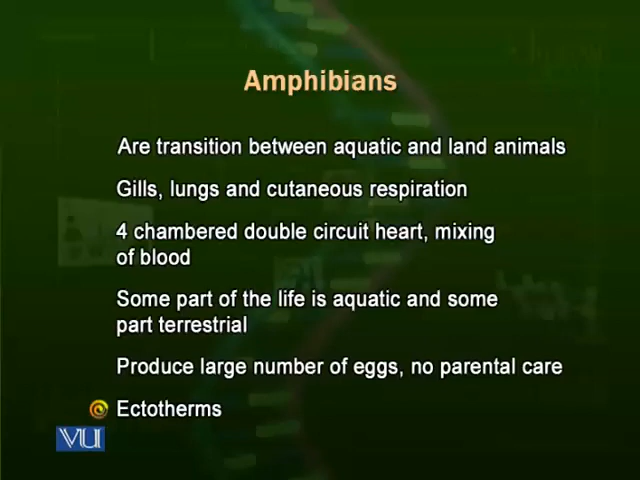 Amphibians
Are transition between aquatic and land animals
Gills, lungs and cutaneous respiration
4 chambered double circuit heart, mixing
of blood
Some part of the life is aquatic and some
part terrestrial
Produce large number of eggs, no parental care
Ectotherms
VU